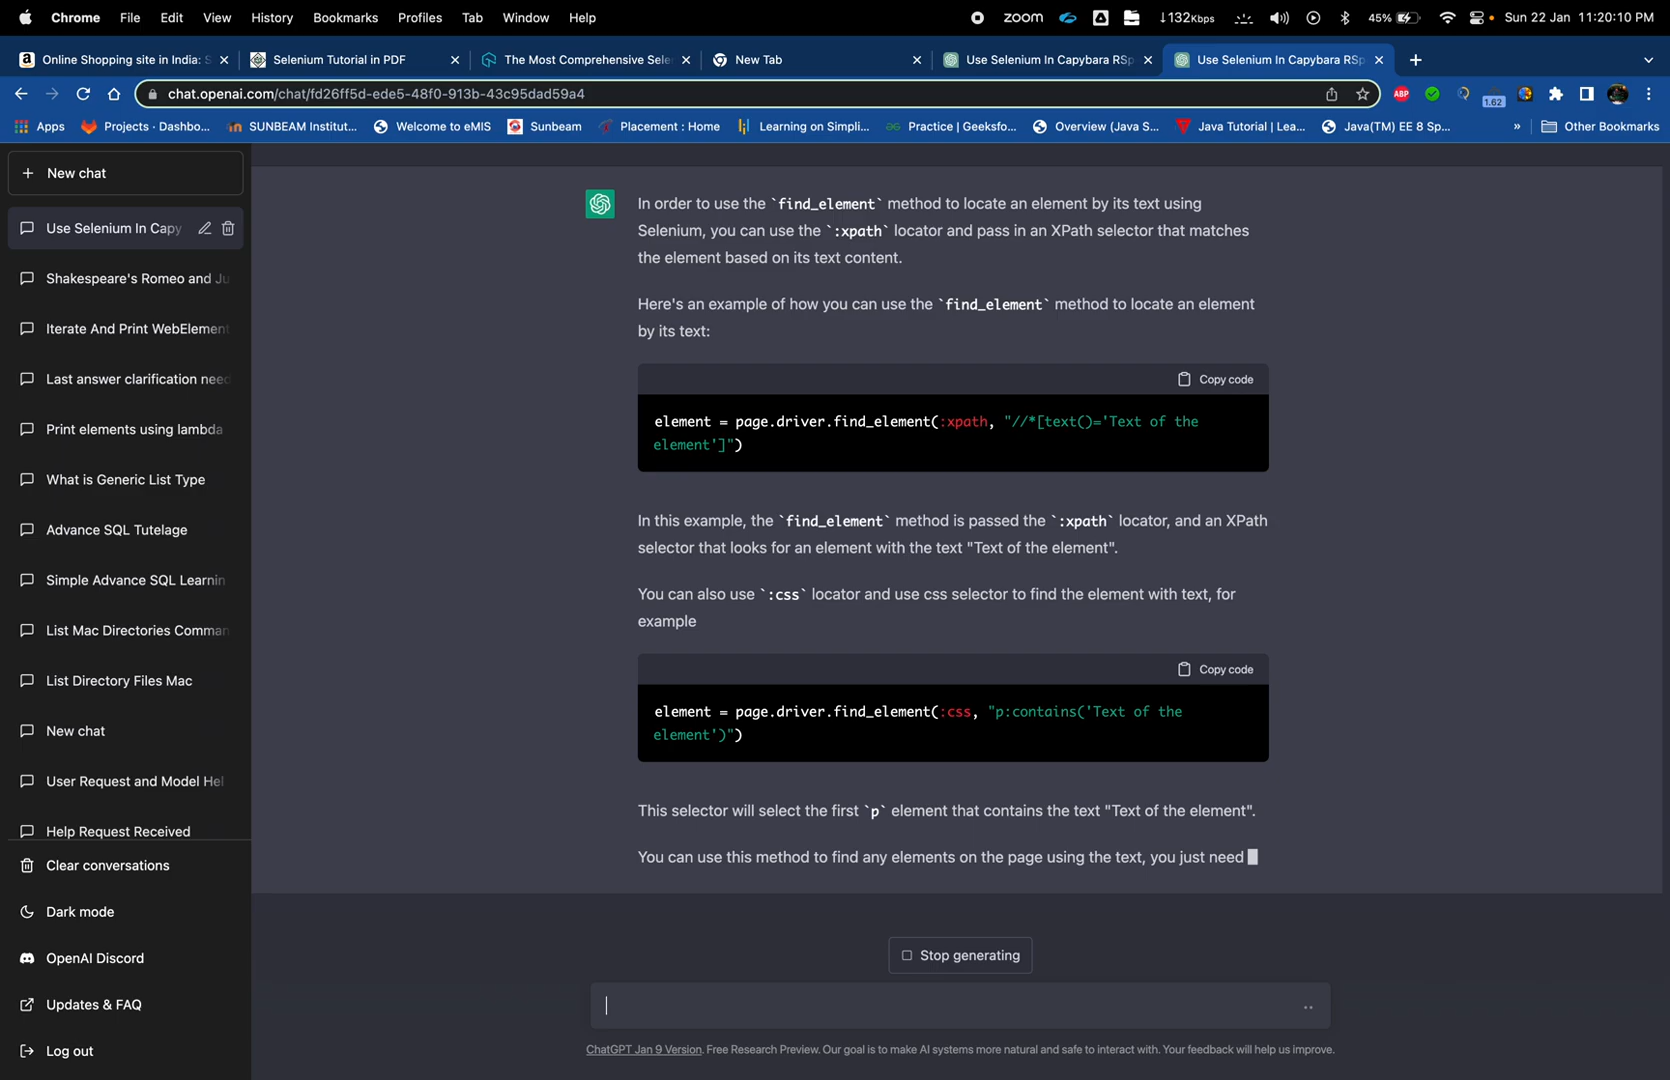 Chrome File Edit View History Bookmarks Profiles Tab Window Help zoom ↓132Kbps 45% Sun 22 Jan 11:20:10 PM
Online Shopping site in India: S Selenium Tutorial in PDF The Most Comprehensive Sele New Tab Use Selenium In Capybara RSp Use Selenium In Capybara RSp
chat.openai.com/chat/fd26ff5d-ede5-48f0-913b-43c95dad59a4 ABP 1.62
Apps Projects · Dashbo... SUNBEAM Institut... Welcome to eMIS Sunbeam Placement : Home Learning on Simpli... Practice | Geeksfo... Overview (Java S... Java Tutorial | Lea... Java(TM) EE 8 Sp... » Other Bookmarks
New chat
Use Selenium In Capy
Shakespeare's Romeo and Ju
Iterate And Print WebElement
Last answer clarification need
Print elements using lambda
What is Generic List Type
Advance SQL Tutelage
Simple Advance SQL Learnin
List Mac Directories Comman
List Directory Files Mac
New chat
User Request and Model Hel
Help Request Received
Clear conversations
Dark mode
OpenAI Discord
Updates & FAQ
Log out
In order to use the `find_element` method to locate an element by its text using
Selenium, you can use the `:xpath` locator and pass in an XPath selector that matches
the element based on its text content.
Here's an example of how you can use the `find_element` method to locate an element
by its text:
Copy code
element = page.driver.find_element(:xpath, "//*[text()='Text of the
element']")
In this example, the `find_element` method is passed the `:xpath` locator, and an XPath
selector that looks for an element with the text "Text of the element".
You can also use `:css` locator and use css selector to find the element with text, for
example
Copy code
element = page.driver.find_element(:css, "p:contains('Text of the
element')")
This selector will select the first `p` element that contains the text "Text of the element".
You can use this method to find any elements on the page using the text, you just need
Stop generating
ChatGPT Jan 9 Version. Free Research Preview. Our goal is to make AI systems more natural and safe to interact with. Your feedback will help us improve.